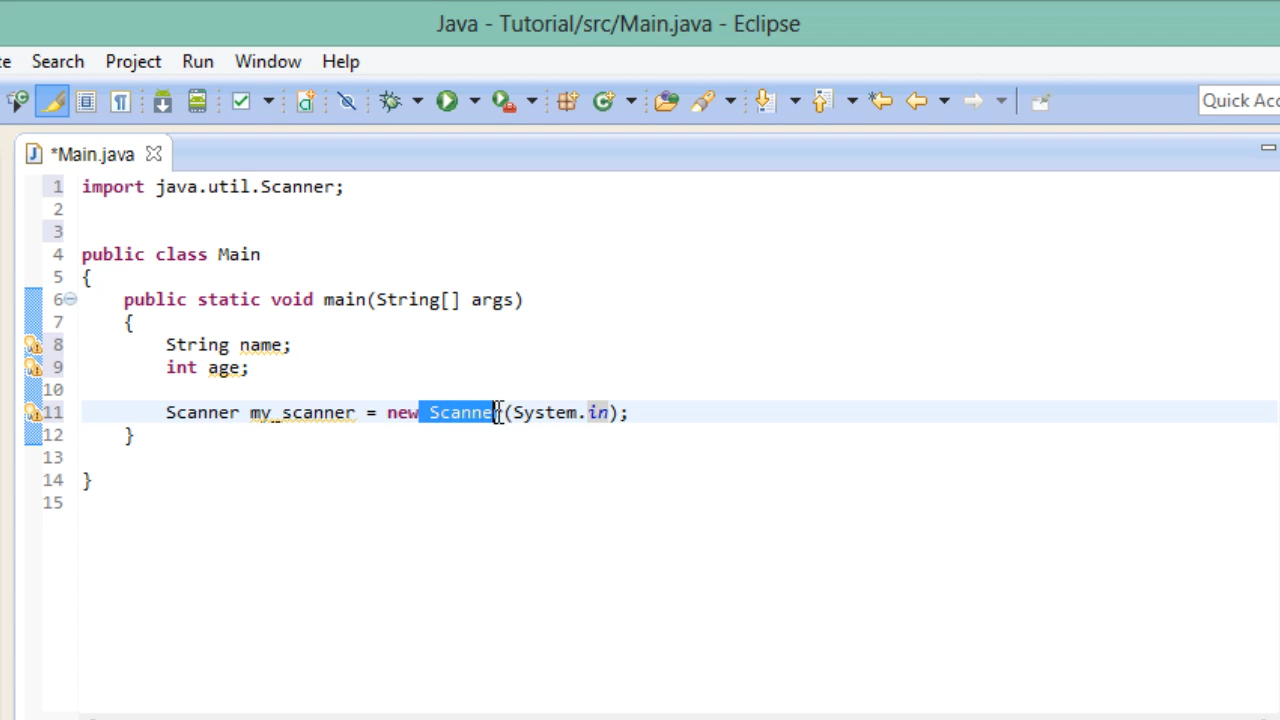 Java - Tutorial/src/Main.java - Eclipse
Search Project Run Window Help
Quick
*Main.java
1 import java.util.Scanner;
2
3
4 public class Main
5 {
6 public static void main(String[] args)
7 {
8 String name;
9 int age;
10
11 Scanner my_scanner = new Scanner(System.in);
12 }
13
14 }
15